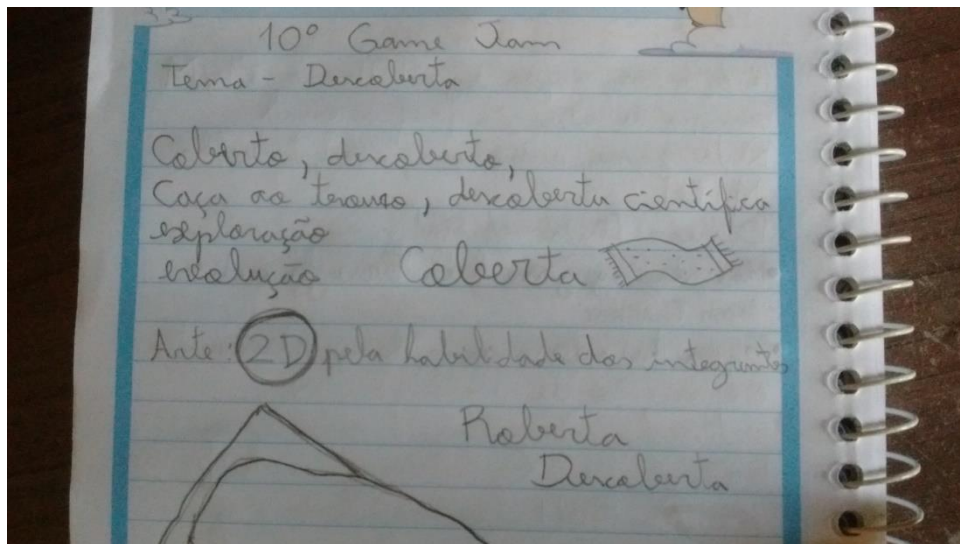 10º Game Jam
Tema - Descoberta
Coberto, descoberto,
Caça ao tesouro, descoberta científica
exploração
evolução Coberta
Arte: 2D pela habilidade dos integrantes
Roberta
Descoberta